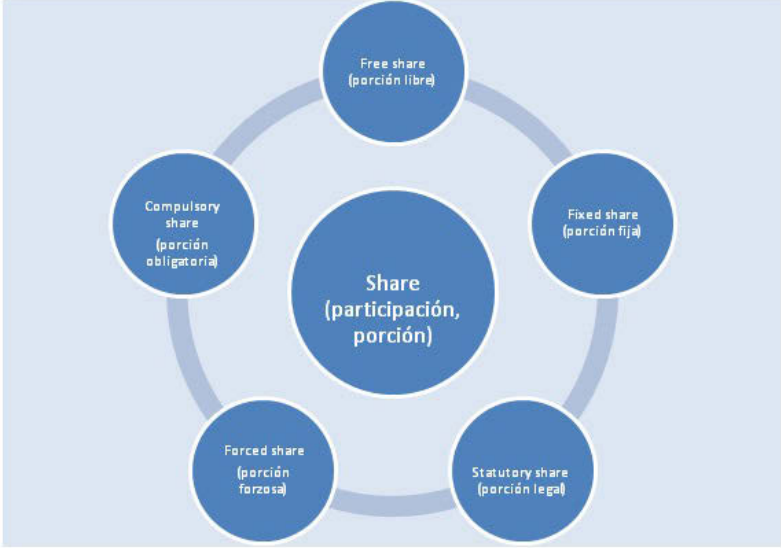 Free share
(porción libre)
Fixed share
(porción fija)
Statutory share
(porción legal)
Forced share
(porción
forzosa)
Compulsory
share
(porción
obligatoria)
Share
(participación,
porción)